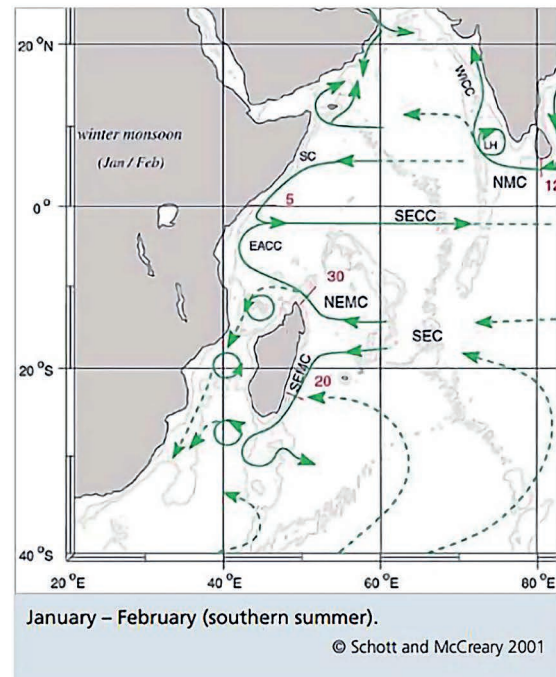 20°N
winter monsoon
(Jan / Feb)
WICC
LH
SC
NMC
12
5
0°
SECC
EACC
30
NEMC
SEC
20°S
SEMC
20
40°S
20°E
40°E
60°E
80°E
January – February (southern summer).
© Schott and McCreary 2001